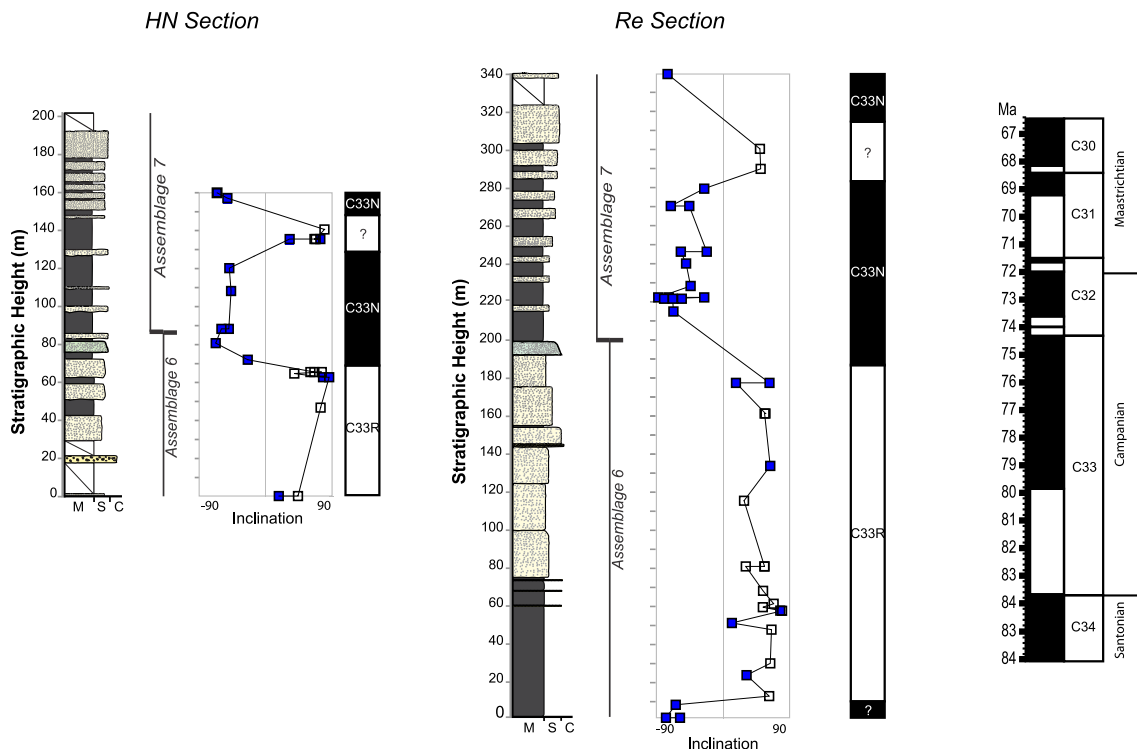 HN Section
Re Section
Stratigraphic Height (m)
200
180
160
140
120
100
80
60
40
20
0
M S C
Assemblage 7
Assemblage 6
-90 90
Inclination
C33N
?
C33N
C33R
Stratigraphic Height (m)
340
320
300
280
260
240
220
200
180
160
140
120
100
80
60
40
20
0
M S C
Assemblage 7
Assemblage 6
-90 90
Inclination
C33N
?
C33N
C33R
?
Ma
67
68
69
70
71
72
73
74
75
76
77
78
79
80
81
82
83
84
83
84
C30
C31
C32
C33
C34
Maastrichtian
Campanian
Santonian